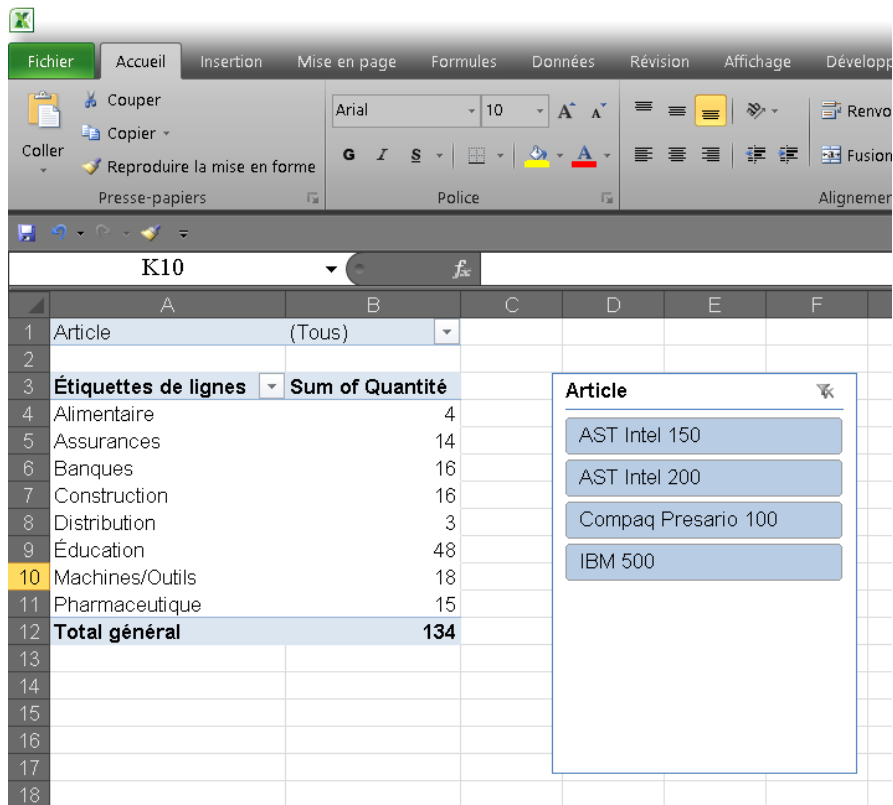 Fichier Accueil Insertion Mise en page Formules Données Révision Affichage Dévelop
Couper
Copier
Coller
Reproduire la mise en forme
Arial 10 A A
G I S A
Renvo
Fusion
Presse-papiers Police Alignemen
K10 fx
A B C D E F
1 Article (Tous)
2
3 Étiquettes de lignes Sum of Quantité
4 Alimentaire 4
5 Assurances 14
6 Banques 16
7 Construction 16
8 Distribution 3
9 Éducation 48
10 Machines/Outils 18
11 Pharmaceutique 15
12 Total général 134
13
14
15
16
17
18
Article
AST Intel 150
AST Intel 200
Compaq Presario 100
IBM 500